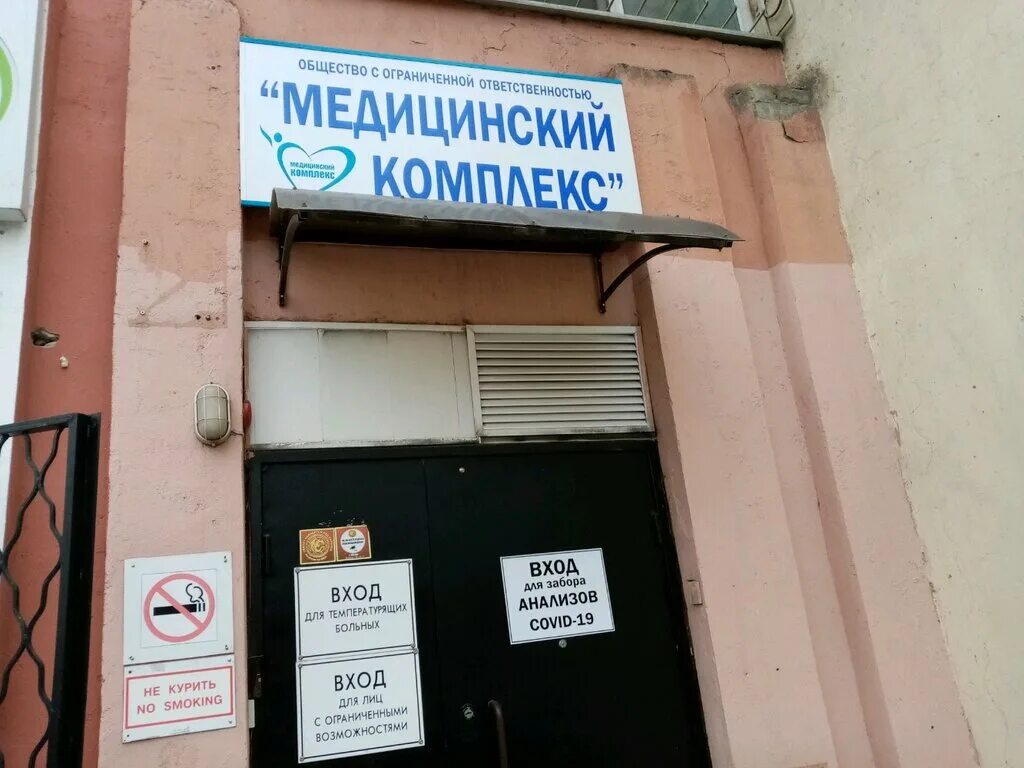 ОБЩЕСТВО С ОГРАНИЧЕННОЙ ОТВЕТСТВЕННОСТЬЮ
“МЕДИЦИНСКИЙ
КОМПЛЕКС”
МЕДИЦИНСКИЙ
КОМПЛЕКС
ВХОД
ДЛЯ ТЕМПЕРАТУРЯЩИХ
БОЛЬНЫХ
ВХОД
ДЛЯ ЛИЦ
С ОГРАНИЧЕННЫМИ
ВОЗМОЖНОСТЯМИ
ВХОД
для забора
АНАЛИЗОВ
COVID-19
НЕ КУРИТЬ
NO SMOKING